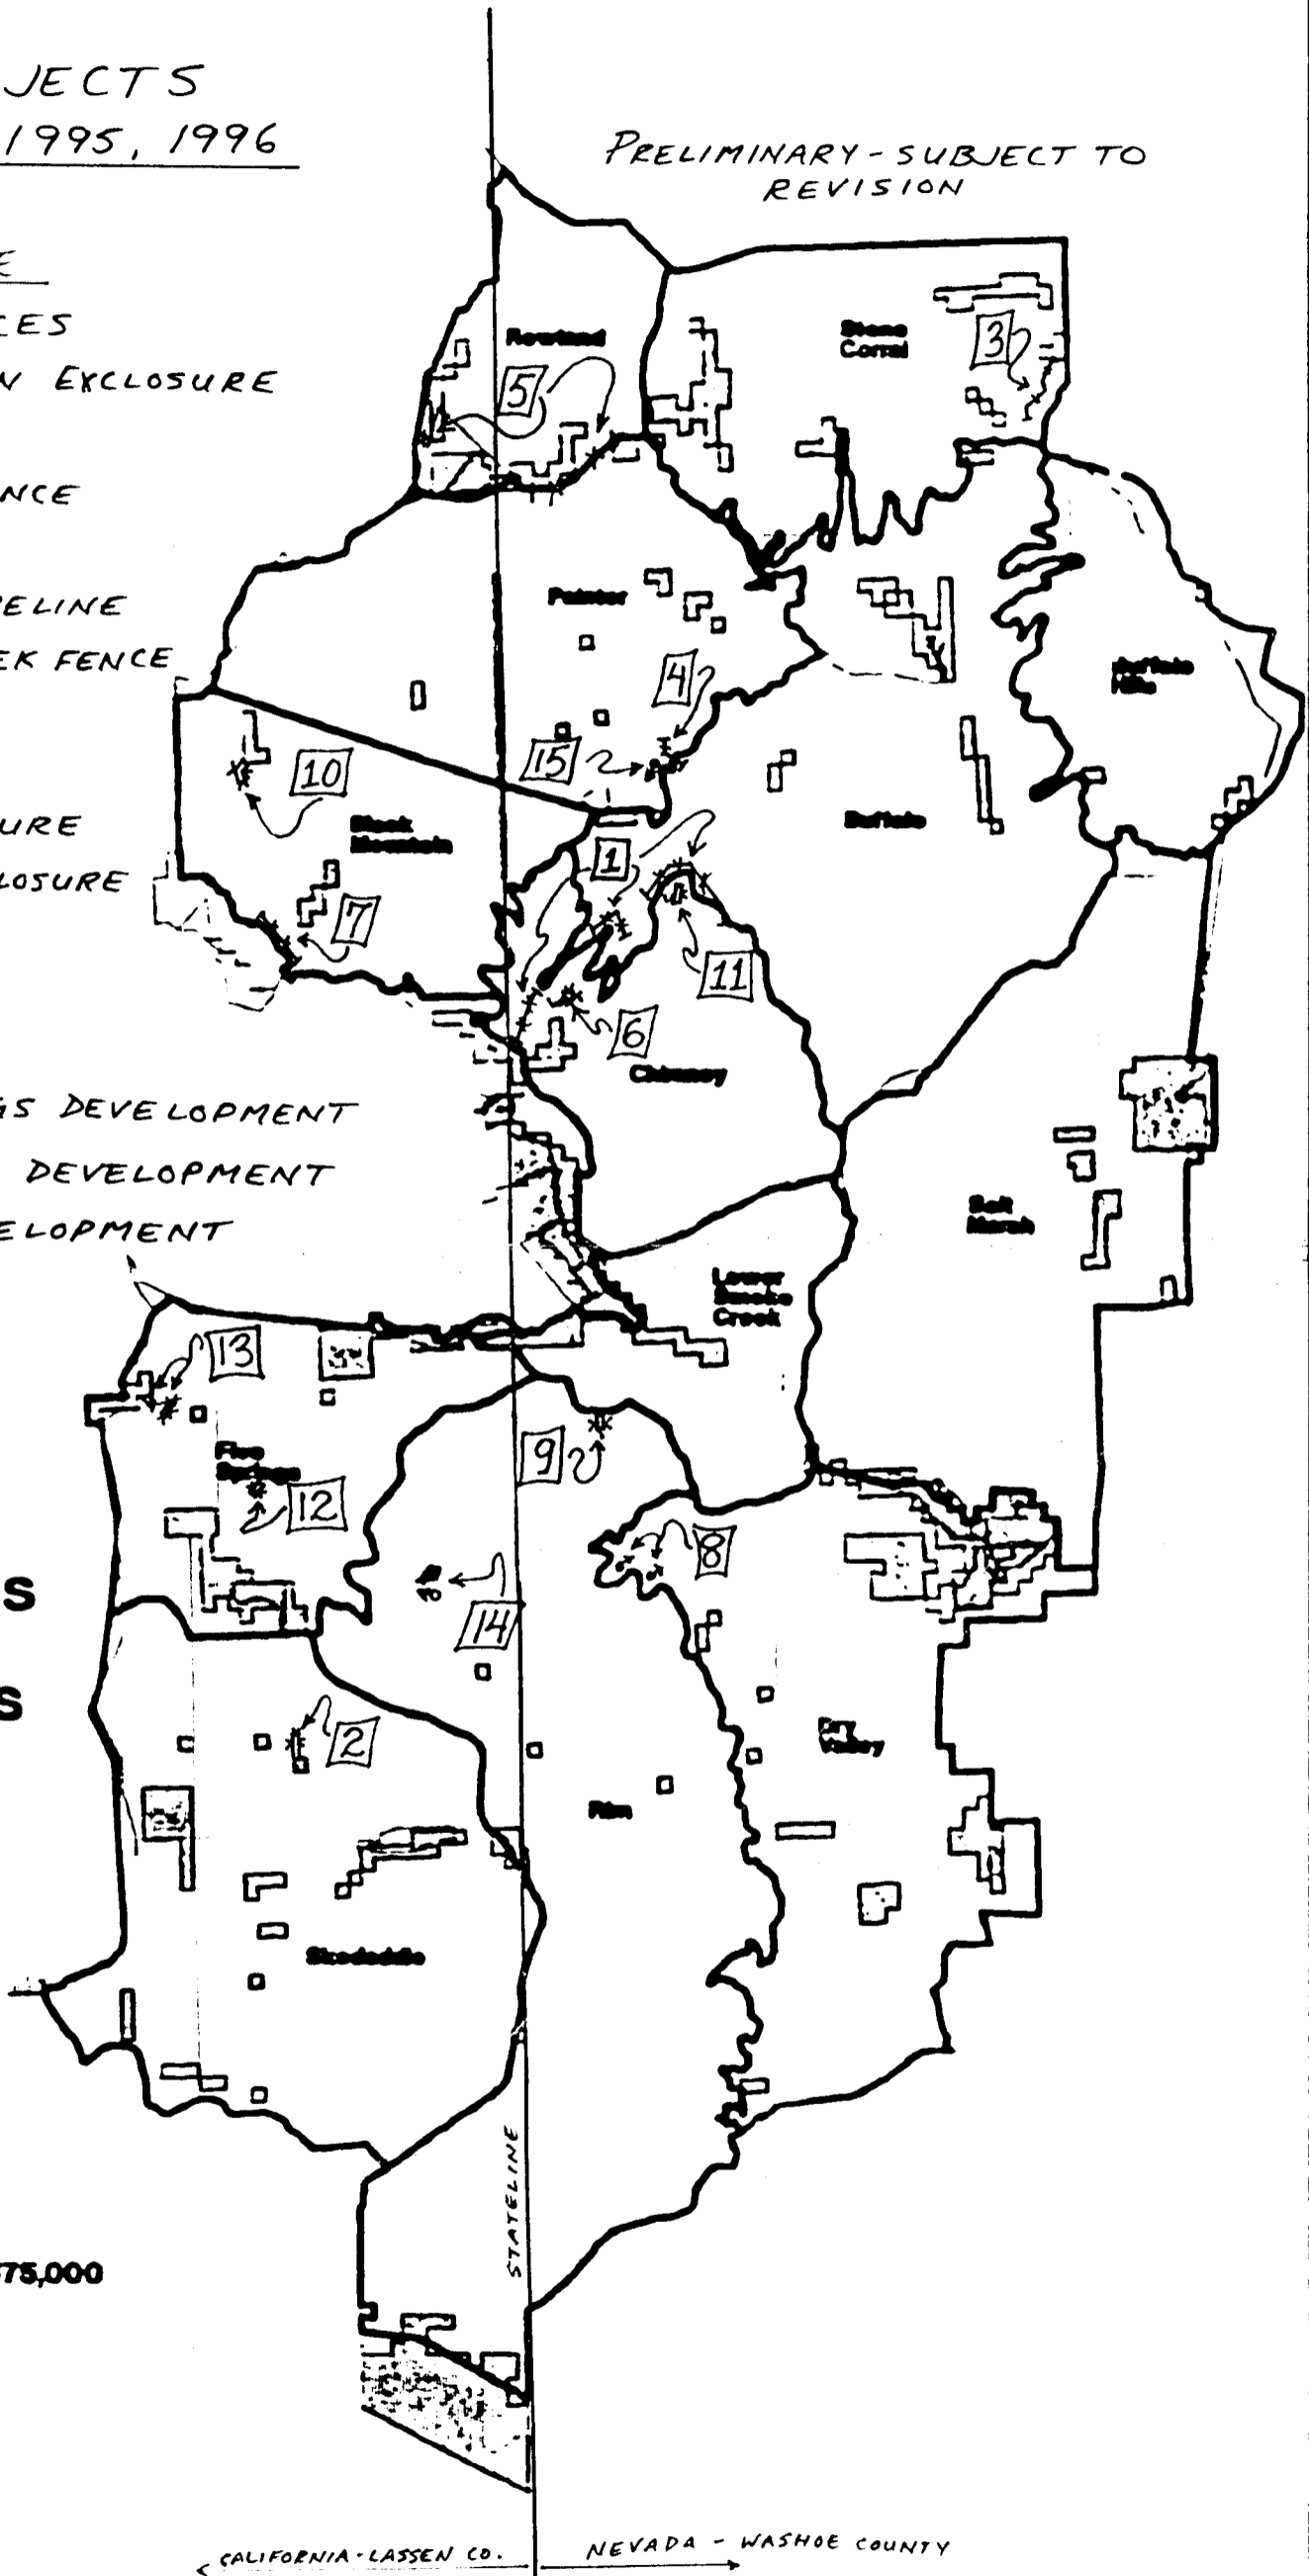 JECTS
1995, 1996
PRELIMINARY - SUBJECT TO
REVISION
E
CES
N EXCLOSURE
NCE
PELINE
EK FENCE
URE
LOSURE
GS DEVELOPMENT
DEVELOPMENT
ELOPMENT
S
S
75,000
Rowland
5
Stone
Corral
3
Painter
4
15
Buffalo
Hills
10
Black
Mountain
Buffalo
1
7
11
6
Chimney
Salt
Marsh
Lower
Smoke
Creek
13
Five
Springs
9
12
8
14
2
Dry
Valley
Rim
Skedaddle
STATELINE
CALIFORNIA - LASSEN CO.
NEVADA - WASHOE COUNTY